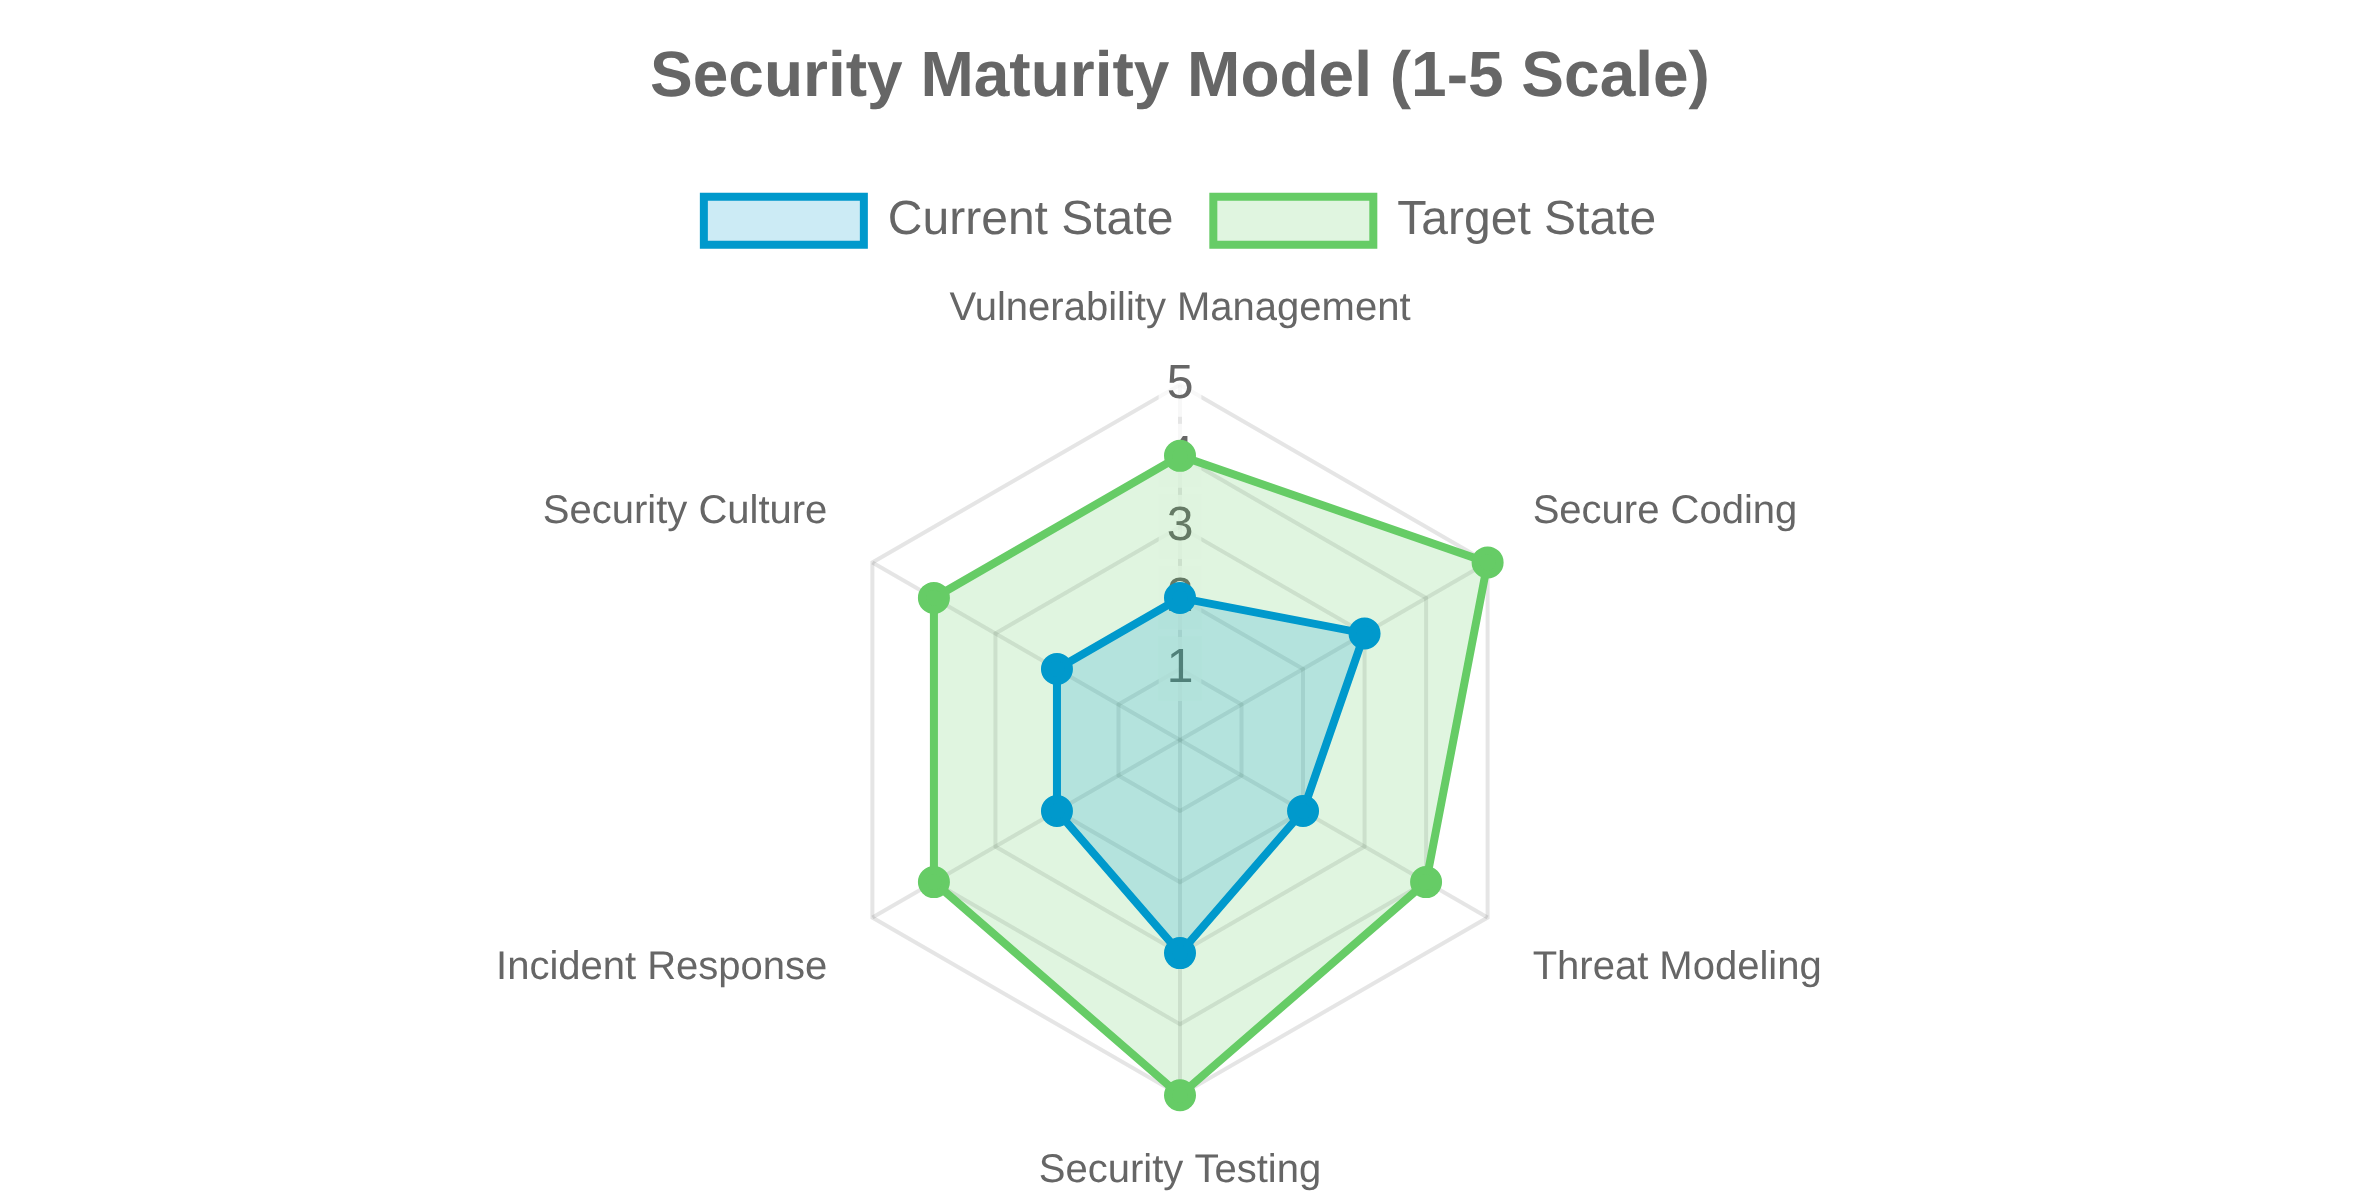 Security Maturity Model (1-5 Scale)
Current State
Target State
Vulnerability Management
5
3
1
Security Culture
Secure Coding
Incident Response
Threat Modeling
Security Testing